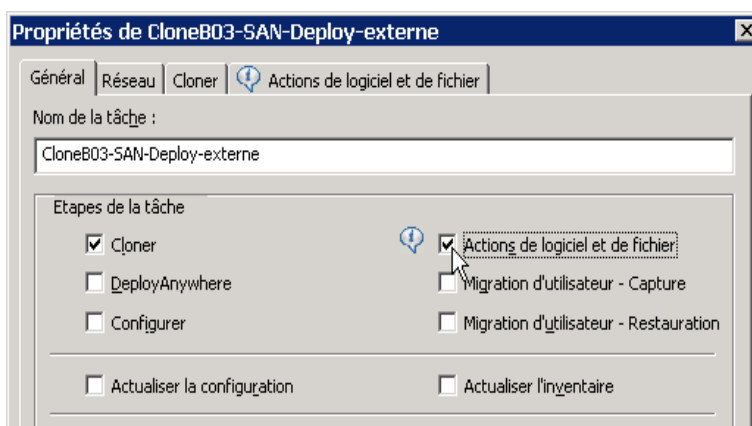 Propriétés de CloneB03-SAN-Deploy-externe
Général Réseau Cloner Actions de logiciel et de fichier
Nom de la tâche :
CloneB03-SAN-Deploy-externe
Etapes de la tâche
Cloner Actions de logiciel et de fichier
DeployAnywhere Migration d'utilisateur - Capture
Configurer Migration d'utilisateur - Restauration
Actualiser la configuration Actualiser l'inventaire